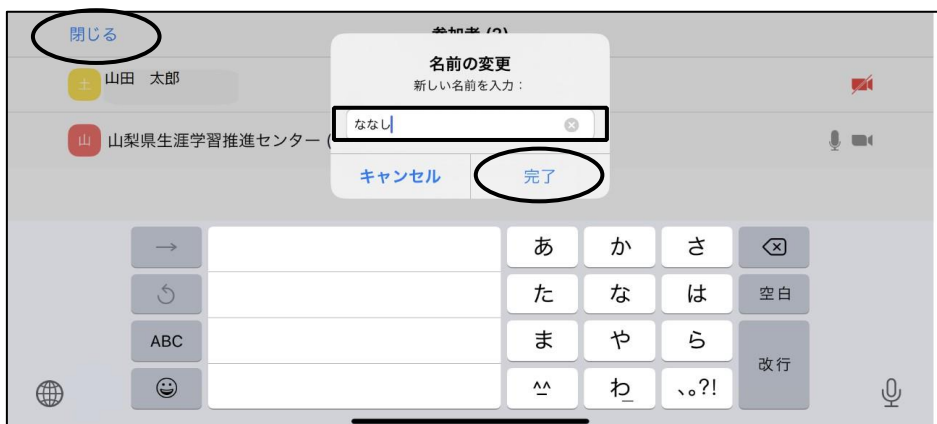 閉じる
参加者 (2)
名前の変更
新しい名前を入力：
土 山田　太郎
ななし
山 山梨県生涯学習推進センター (
キャンセル 完了
→ あ か さ
た な は 空白
ABC ま や ら
改行
^^ わ 、。?!